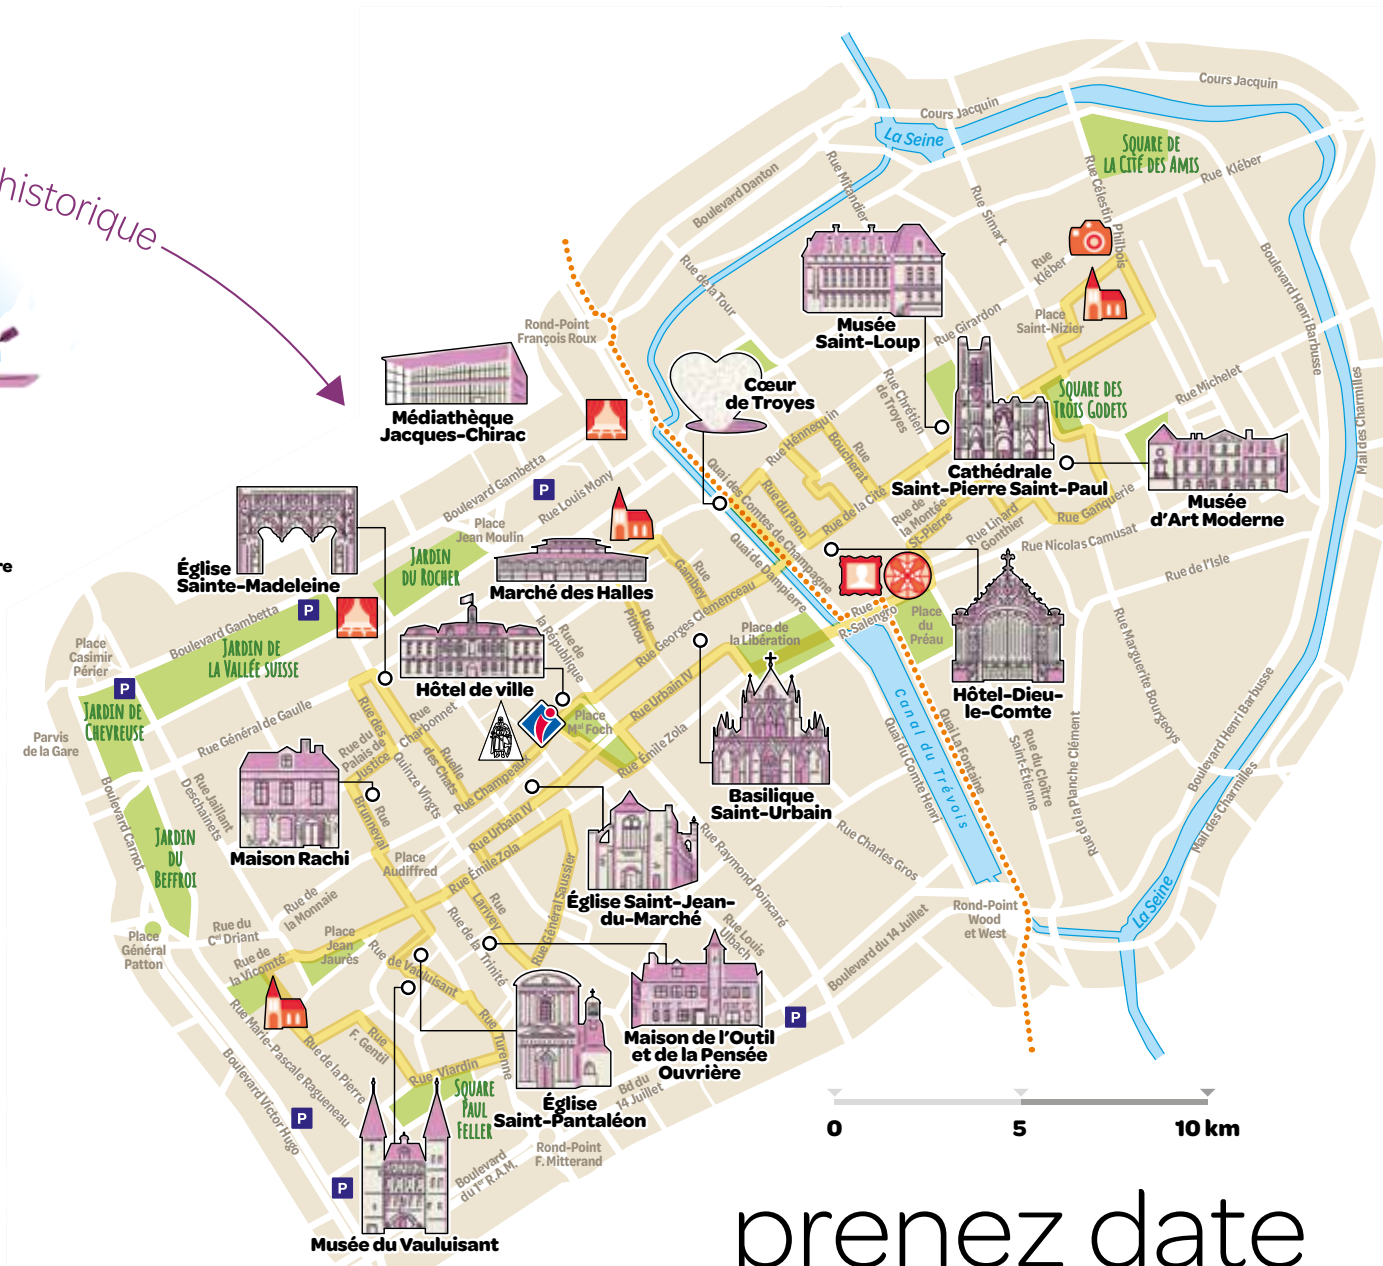 historique
re
Cours Jacquin
Cours Jacquin
La Seine
SQUARE DE
LA CITÉ DES AMIS
Rue Kléber
Boulevard Danton
Rue Mitantier
Rue Simart
Rue Célestin Philbois
Rue
Kléber
Boulevard Henri Barbusse
Rue de la Tour
Place
Saint-Nizier
Rue Girardon
Musée
Saint-Loup
Rond-Point
François Roux
Médiathèque
Jacques-Chirac
Cœur
de Troyes
Rue Chrétien
de Troyes
SQUARE DES
TROIS GODETS
Rue Michelet
Mail des Charmilles
Rue Hennequin
Rue
Boucherat
Cathédrale
Saint-Pierre Saint-Paul
Musée
d'Art Moderne
Boulevard Gambetta
P
Rue Louis Mony
Quai des Comtes de Champagne
Rue du Paon
Rue de la Cité
Rue de
la Montée
St-Pierre
Rue Linard
Gonthier
Rue Ganguerie
Rue Nicolas Camusat
Rue de l'Isle
Place
Jean Moulin
Église
Sainte-Madeleine
JARDIN
DU ROCHER
Marché des Halles
Quai de Dampierre
Rue
Gambey
Rue Georges Clemenceau
Rue
Pithou
P
Boulevard Gambetta
Rue de
la République
Place de
la Libération
Rue
R. Salengro
Place
du
Préau
Rue Marguerite Bourgeoys
Place
Casimir
Périer
JARDIN DE
LA VALLÉE SUISSE
P
Hôtel de ville
Hôtel-Dieu-
le-Comte
JARDIN DE
CHEVREUSE
Parvis
de la Gare
Rue Général de Gaulle
Rue des
Quinze Vingts
Rue
Charbonnet
Place
Mal Foch
Rue Urbain IV
Rue Émile Zola
Canal du Trévois
Quai du Comte Henri
Quai La Fontaine
Rue du Cloître
Saint-Étienne
Rue de la Planche Clément
Boulevard Henri Barbusse
Mail des Charmilles
Rue du
Palais de
Justice
Ruelle
des Chats
Rue Champeaux
Basilique
Saint-Urbain
Boulevard Carnot
Rue Jaillant
Deschainets
Maison Rachi
Rue
Brunneval
Place
Audiffred
Rue Urbain IV
Rue Émile Zola
Rue Raymond Poincaré
Rue Charles Gros
JARDIN
DU
BEFFROI
Église Saint-Jean-
du-Marché
Rue de
la Monnaie
Rue
Larivey
Rue Général Saussier
Rue Louis
Ulbach
Boulevard du 14 Juillet
Rond-Point
Wood
et West
La Seine
Place
Général
Patton
Rue du
Cel Driant
Place
Jean
Jaurès
Rue de
la Vicomté
Rue de Vauluisant
Rue de la Trinité
Maison de l'Outil
et de la Pensée
Ouvrière
P
Rue Marie-Pascale Ragueneau
Rue de la Pierre
Rue
F. Gentil
Rue Viardin
Rue Turenne
Boulevard Victor Hugo
SQUARE
PAUL
FELLER
Église
Saint-Pantaléon
Bd du
14 Juillet
P
Rond-Point
F. Mitterand
Boulevard
du 1er R.A.M.
P
Musée du Vauluisant
0 5 10 km
prenez date